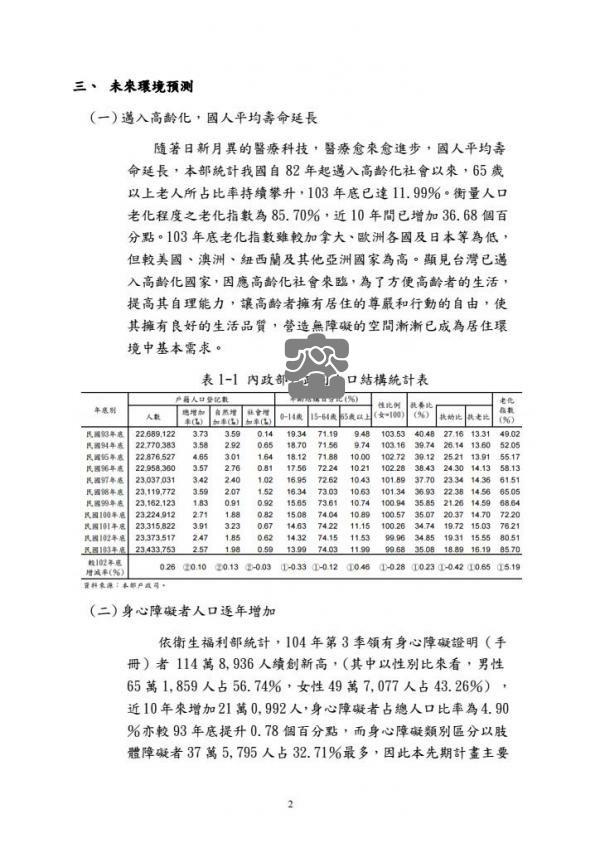 三、 未來環境預測
(一)邁入高齡化，國人平均壽命延長
隨著日新月異的醫療科技，醫療愈來愈進步，國人平均壽
命延長，本部統計我國自 82 年起邁入高齡化社會以來，65 歲
以上老人所占比率持續攀升，103 年底已達 11.99%。衡量人口
老化程度之老化指數為 85.70%，近 10 年間已增加 36.68 個百
分點。103 年底老化指數雖較加拿大、歐洲各國及日本等為低，
但較美國、澳洲、紐西蘭及其他亞洲國家為高。顯見台灣已邁
入高齡化國家，因應高齡化社會來臨，為了方便高齡者的生活，
提高其自理能力，讓高齡者擁有居住的尊嚴和行動的自由，使
其擁有良好的生活品質，營造無障礙的空間漸漸已成為居住環
境中基本需求。
表 1-1 內政部 口結構統計表
年底別 戶籍人口登記數 年齡結構百分比(%) 性比例(女=100) 扶養比(%) 老化指數(%)
人數 總增加率(‰) 自然增加率(‰) 社會增加率(‰) 0-14歲 15-64歲 65歲以上 扶幼比 扶老比
民國93年底 22,689,122 3.73 3.59 0.14 19.34 71.19 9.48 103.53 40.48 27.16 13.31 49.02
民國94年底 22,770,383 3.58 2.92 0.65 18.70 71.56 9.74 103.16 39.74 26.14 13.60 52.05
民國95年底 22,876,527 4.65 3.01 1.64 18.12 71.88 10.00 102.72 39.12 25.21 13.91 55.17
民國96年底 22,958,360 3.57 2.76 0.81 17.56 72.24 10.21 102.28 38.43 24.30 14.13 58.13
民國97年底 23,037,031 3.42 2.40 1.02 16.95 72.62 10.43 101.89 37.70 23.34 14.36 61.51
民國98年底 23,119,772 3.59 2.07 1.52 16.34 73.03 10.63 101.34 36.93 22.38 14.56 65.05
民國99年底 23,162,123 1.83 0.91 0.92 15.65 73.61 10.74 100.94 35.85 21.26 14.59 68.64
民國100年底 23,224,912 2.71 1.88 0.82 15.08 74.04 10.89 100.57 35.07 20.37 14.70 72.20
民國101年底 23,315,822 3.91 3.23 0.67 14.63 74.22 11.15 100.26 34.74 19.72 15.03 76.21
民國102年底 23,373,517 2.47 1.85 0.62 14.32 74.15 11.53 99.96 34.85 19.31 15.55 80.51
民國103年底 23,433,753 2.57 1.98 0.59 13.99 74.03 11.99 99.68 35.08 18.89 16.19 85.70
較102年底增減率(%) 0.26 ②0.10 ②0.13 ②-0.03 ①-0.33 ①-0.12 ①0.46 ①-0.28 ①0.23 ①-0.42 ①0.65 ①5.19
資料來源：本部戶政司。
(二)身心障礙者人口逐年增加
依衛生福利部統計，104 年第 3 季領有身心障礙證明（手
冊）者 114 萬 8,936 人續創新高，(其中以性別比來看，男性
65 萬 1,859 人占 56.74%，女性 49 萬 7,077 人占 43.26%)，
近 10 年來增加 21 萬 0,992 人，身心障礙者占總人口比率為 4.90
%亦較 93 年底提升 0.78 個百分點，而身心障礙類別區分以肢
體障礙者 37 萬 5,795 人占 32.71%最多，因此本先期計畫主要
2